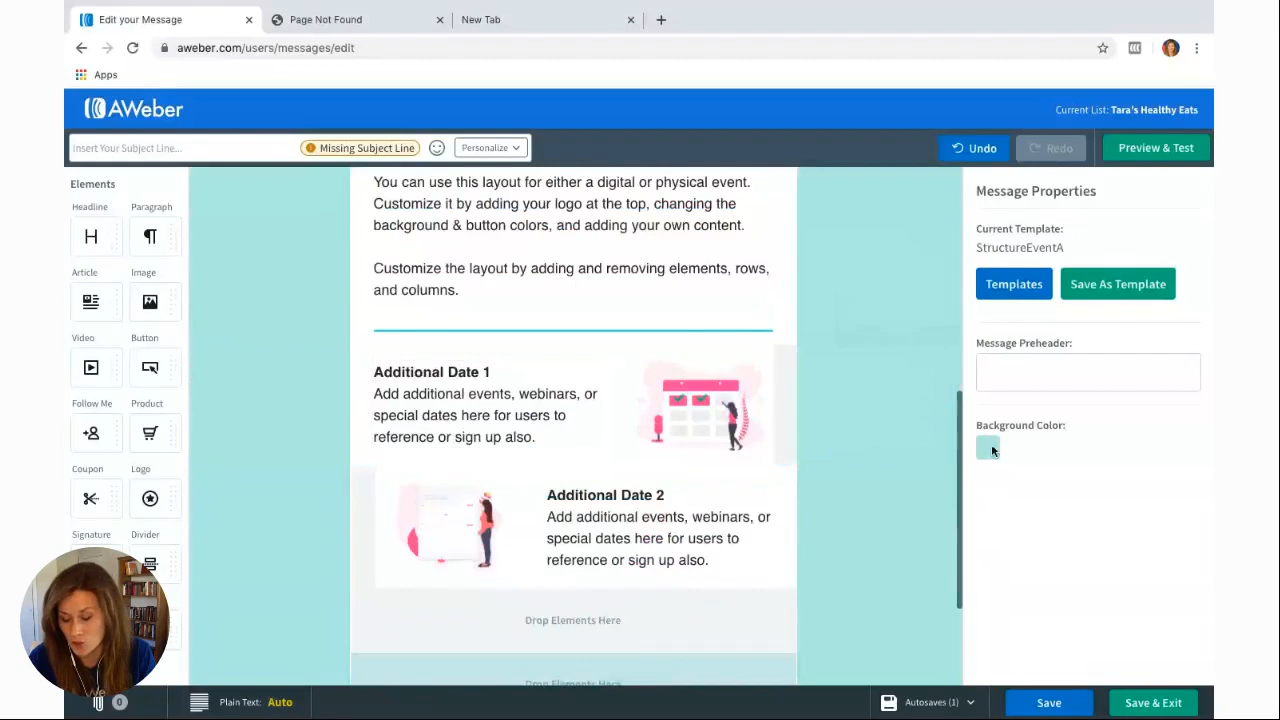 Edit your Message
Page Not Found
New Tab
aweber.com/users/messages/edit
Apps
AWeber
Current List: Tara's Healthy Eats
Insert Your Subject Line...
Missing Subject Line
Personalize
Undo
Redo
Preview & Test
Elements
Headline
Paragraph
Article
Image
Video
Button
Follow Me
Product
Coupon
Logo
Signature
Divider
You can use this layout for either a digital or physical event.
Customize it by adding your logo at the top, changing the
background & button colors, and adding your own content.
Customize the layout by adding and removing elements, rows,
and columns.
Additional Date 1
Add additional events, webinars, or
special dates here for users to
reference or sign up also.
Additional Date 2
Add additional events, webinars, or
special dates here for users to
reference or sign up also.
Drop Elements Here
Message Properties
Current Template:
StructureEventA
Templates
Save As Template
Message Preheader:
Background Color:
0
Plain Text: Auto
Autosaves (1)
Save
Save & Exit